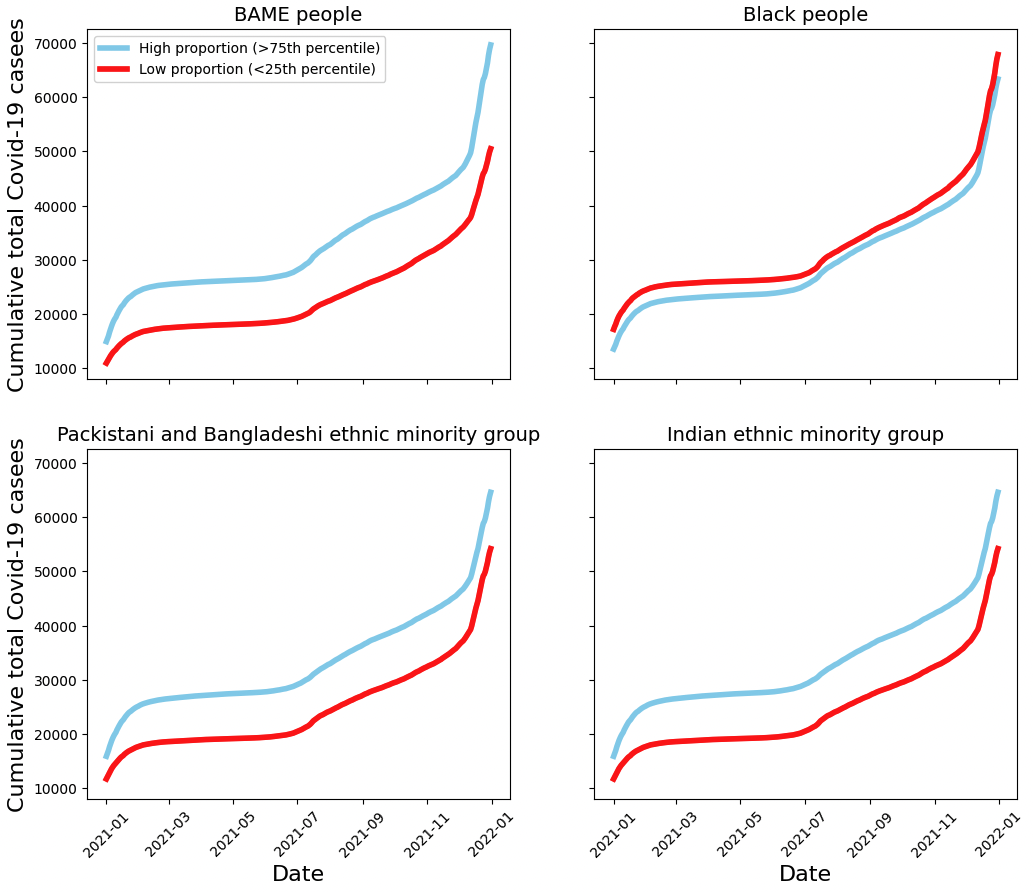 BAME people
Black people
Cumulative total Covid-19 casees
70000
60000
50000
40000
30000
20000
10000
High proportion (>75th percentile)
Low proportion (<25th percentile)
Packistani and Bangladeshi ethnic minority group
Indian ethnic minority group
Cumulative total Covid-19 casees
70000
60000
50000
40000
30000
20000
10000
2021-01
2021-03
2021-05
2021-07
2021-09
2021-11
2022-01
2021-01
2021-03
2021-05
2021-07
2021-09
2021-11
2022-01
Date
Date